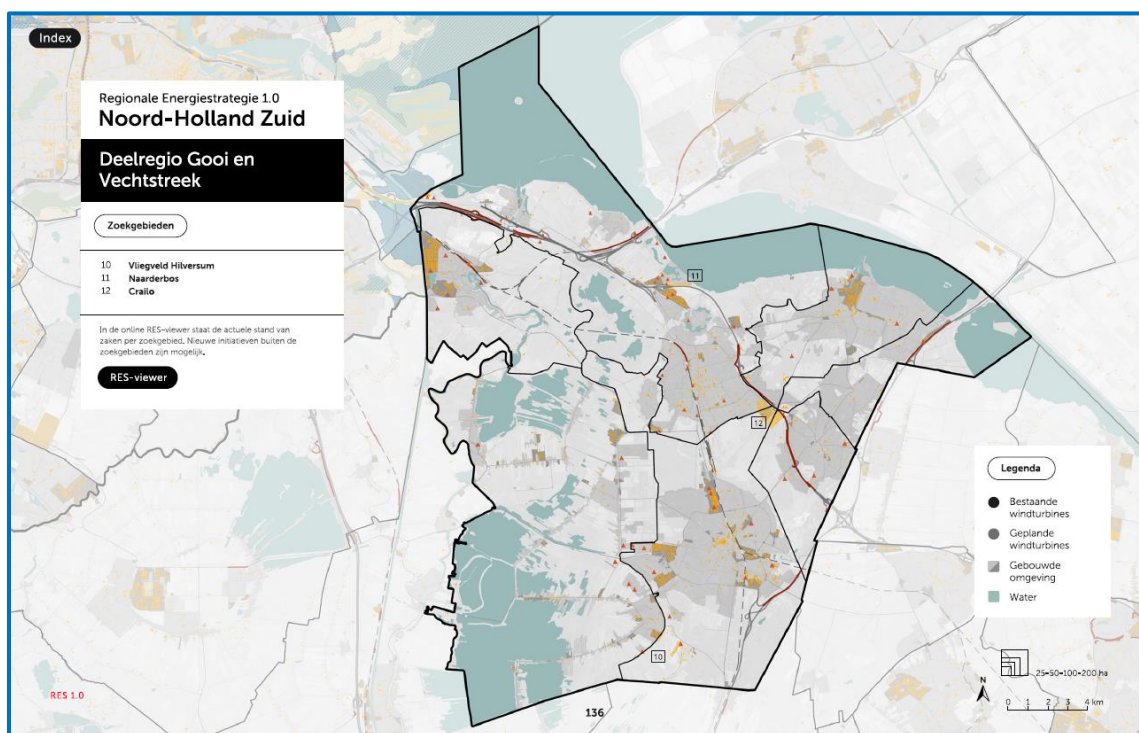 Index
Regionale Energiestrategie 1.0
Noord-Holland Zuid
Deelregio Gooi en
Vechtstreek
Zoekgebieden
10 Vliegveld Hilversum
11 Naarderbos
12 Crailo
In de online RES-viewer staat de actuele stand van
zaken per zoekgebied. Nieuwe initiatieven buiten de
zoekgebieden zijn mogelijk.
RES-viewer
11
12
10
Legenda
Bestaande
windturbines
Geplande
windturbines
Gebouwde
omgeving
Water
25-50-100-200 ha
N
0 1 2 3 4 km
RES 1.0
136